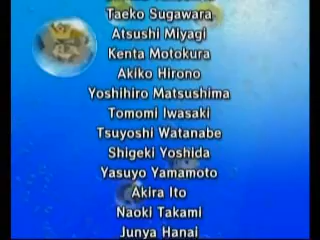 Taeko Sugawara
Atsushi Miyagi
Kenta Motokura
Akiko Hirono
Yoshihiro Matsushima
Tomomi Iwasaki
Tsuyoshi Watanabe
Shigeki Yoshida
Yasuyo Yamamoto
Akira Ito
Naoki Takami
Junya Hanai